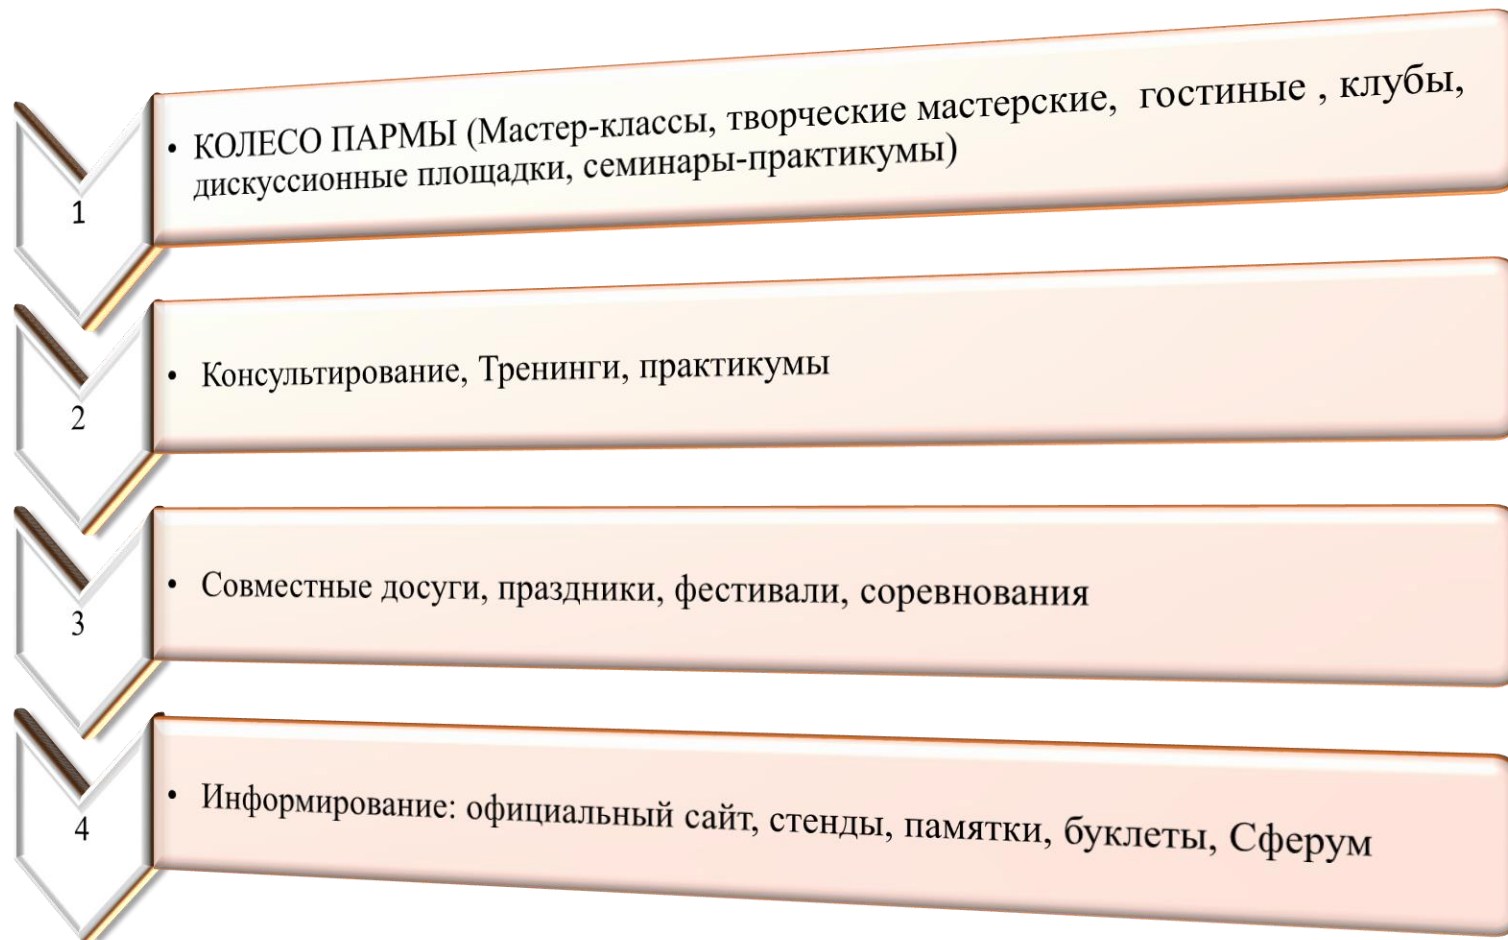 1
• КОЛЕСО ПАРМЫ (Мастер-классы, творческие мастерские, гостиные , клубы,
дискуссионные площадки, семинары-практикумы)
2
• Консультирование, Тренинги, практикумы
3
• Совместные досуги, праздники, фестивали, соревнования
4
• Информирование: официальный сайт, стенды, памятки, буклеты, Сферум